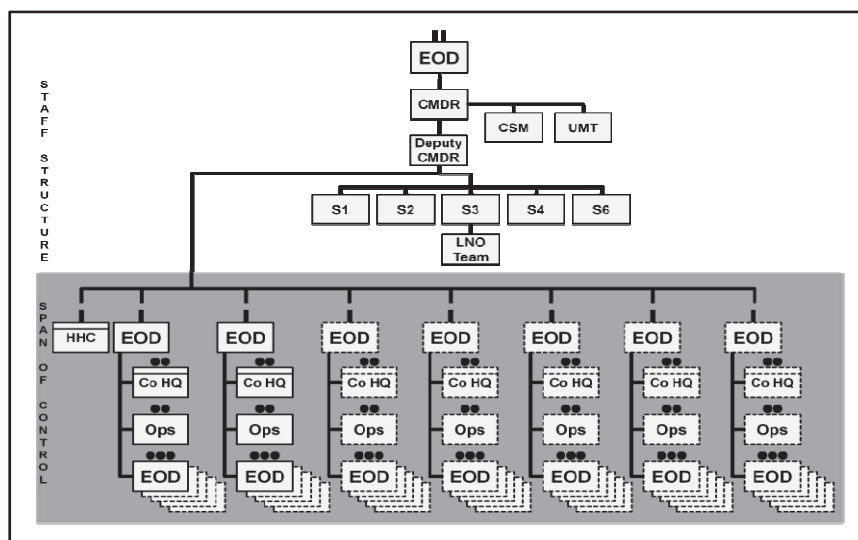 EOD
CMDR
CSM
UMT
Deputy
CMDR
S1
S2
S3
S4
S6
LNO
Team
STAFF STRUCTURE
SPAN OF CONTROL
HHC
EOD
EOD
EOD
EOD
EOD
EOD
EOD
Co HQ
Co HQ
Co HQ
Co HQ
Co HQ
Co HQ
Co HQ
Ops
Ops
Ops
Ops
Ops
Ops
Ops
EOD
EOD
EOD
EOD
EOD
EOD
EOD